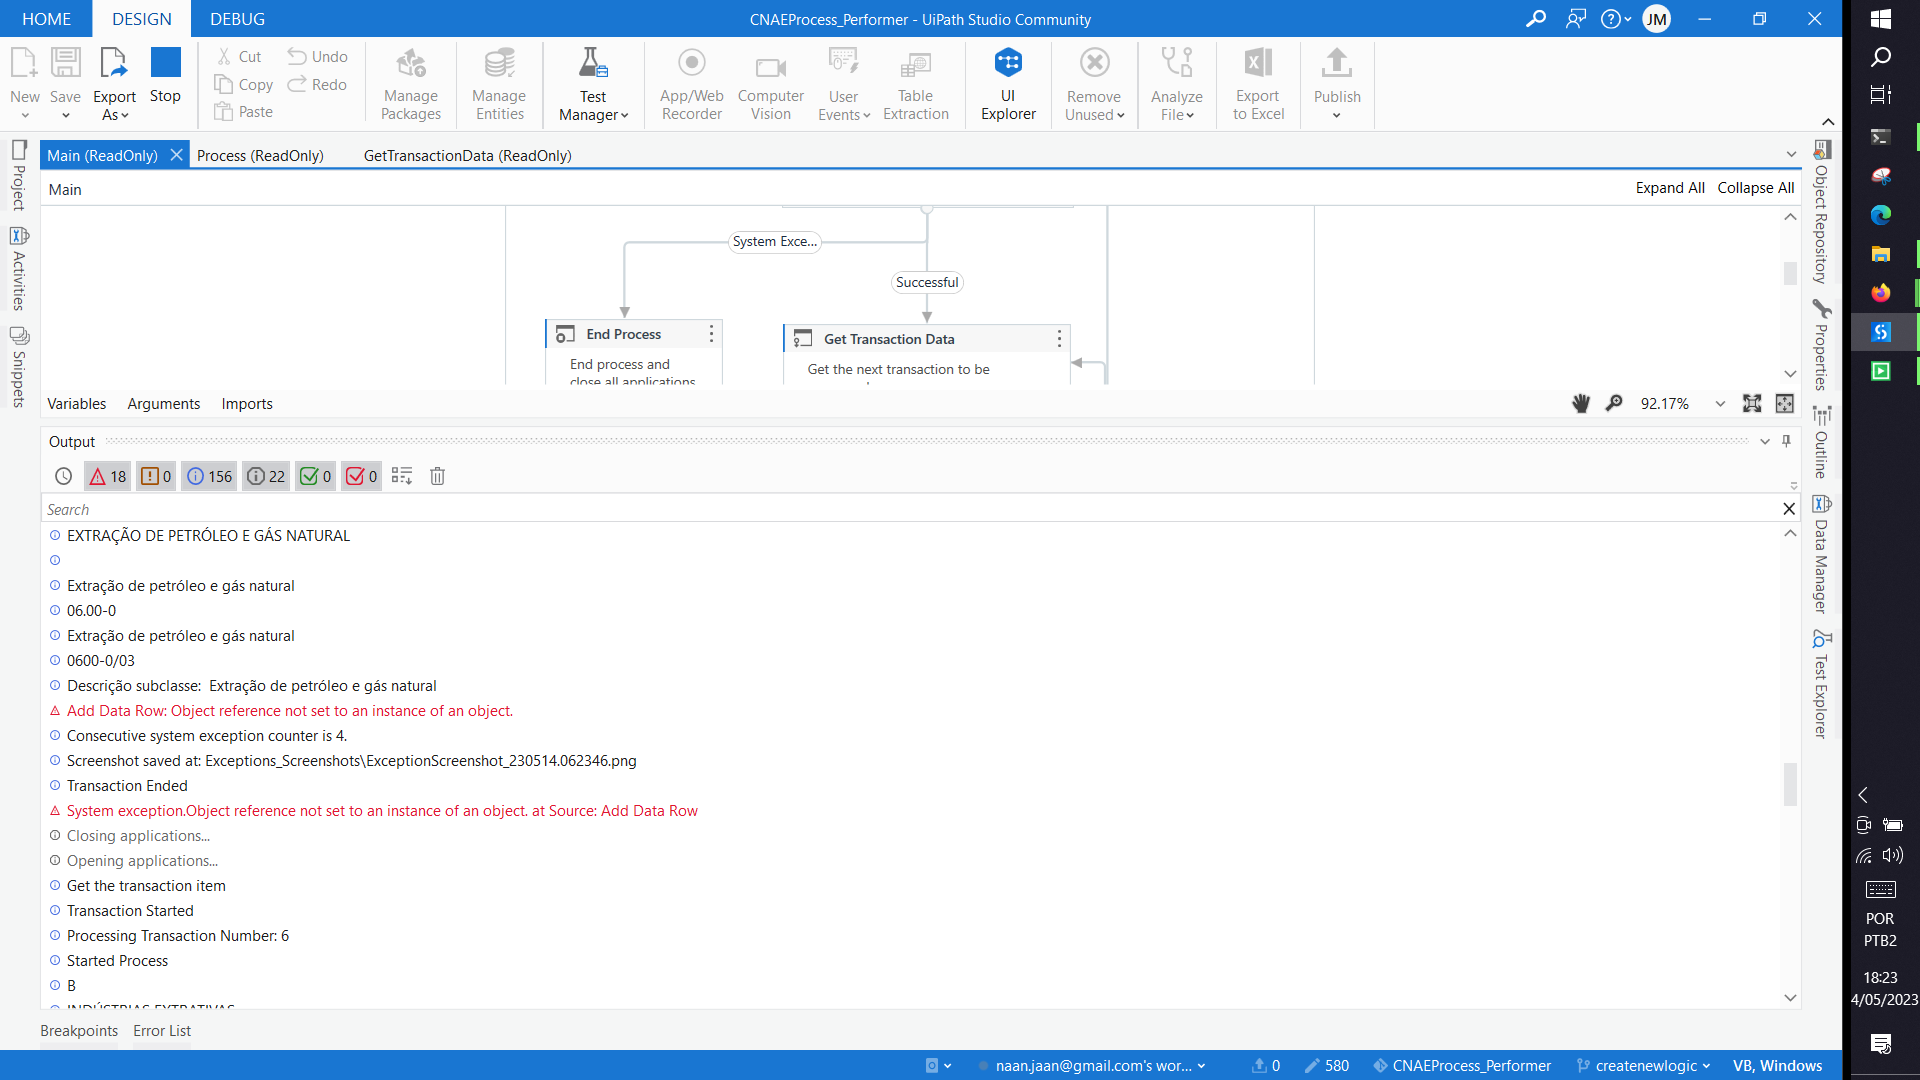 HOME
DESIGN
DEBUG
CNAEProcess_Performer - UiPath Studio Community
JM
New
Save
Export As
Stop
Cut
Copy
Paste
Undo
Redo
Manage Packages
Manage Entities
Test Manager
App/Web Recorder
Computer Vision
User Events
Table Extraction
UI Explorer
Remove Unused
Analyze File
Export to Excel
Publish
Project
Activities
Snippets
Main (ReadOnly)
Process (ReadOnly)
GetTransactionData (ReadOnly)
Main
Expand All
Collapse All
System Exce...
Successful
End Process
End process and
close all applications
Get Transaction Data
Get the next transaction to be
Variables
Arguments
Imports
92.17%
Output
18
0
156
22
0
0
Search
EXTRAÇÃO DE PETRÓLEO E GÁS NATURAL
Extração de petróleo e gás natural
06.00-0
Extração de petróleo e gás natural
0600-0/03
Descrição subclasse:  Extração de petróleo e gás natural
Add Data Row: Object reference not set to an instance of an object.
Consecutive system exception counter is 4.
Screenshot saved at: Exceptions_Screenshots\ExceptionScreenshot_230514.062346.png
Transaction Ended
System exception.Object reference not set to an instance of an object. at Source: Add Data Row
Closing applications...
Opening applications...
Get the transaction item
Transaction Started
Processing Transaction Number: 6
Started Process
B
INDÚSTRIAS EXTRATIVAS
Breakpoints
Error List
Object Repository
Properties
Outline
Data Manager
Test Explorer
naan.jaan@gmail.com's wor...
0
580
CNAEProcess_Performer
createnewlogic
VB, Windows
POR
PTB2
18:23
4/05/2023